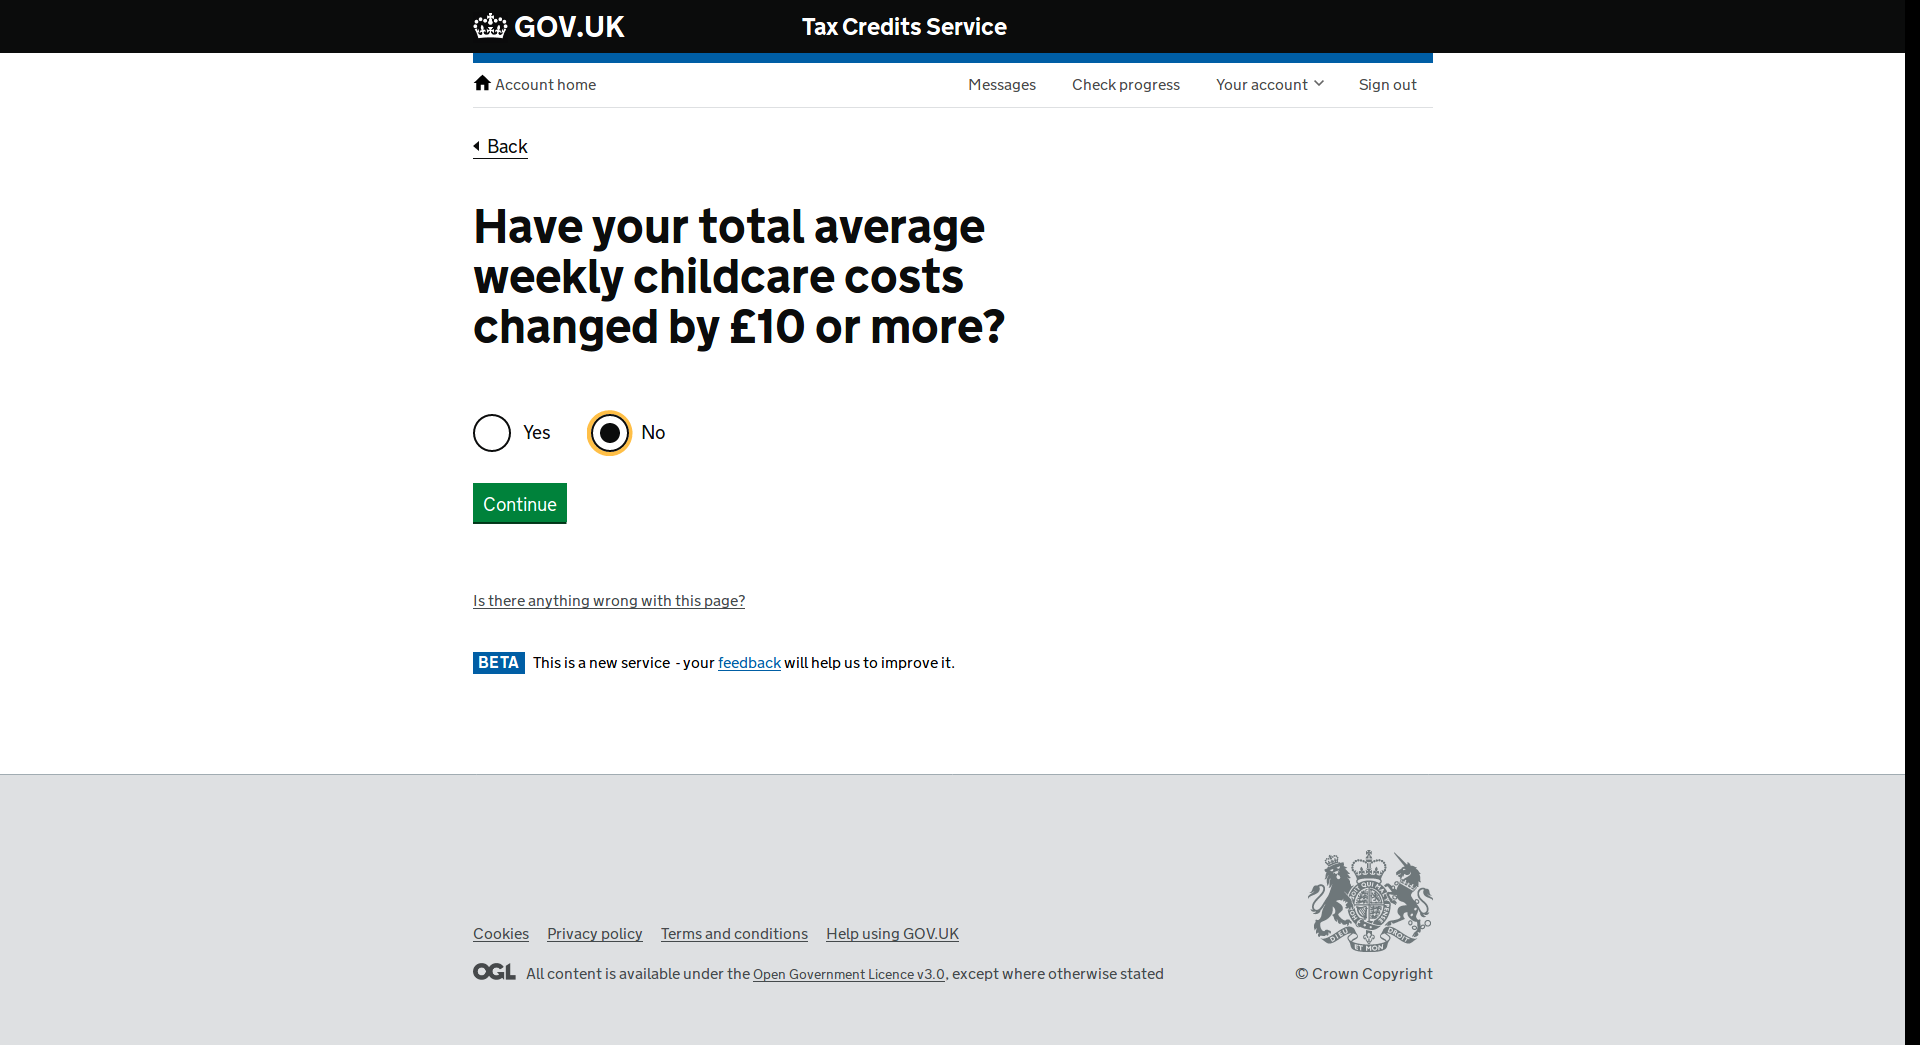 GOV.UK
Tax Credits Service
Account home
Messages
Check progress
Your account
Sign out
Back
Have your total average
weekly childcare costs
changed by £10 or more?
Yes
No
Continue
Is there anything wrong with this page?
BETA This is a new service - your feedback will help us to improve it.
Cookies
Privacy policy
Terms and conditions
Help using GOV.UK
OGL All content is available under the Open Government Licence v3.0, except where otherwise stated
DIEU ET MON DROIT
© Crown Copyright